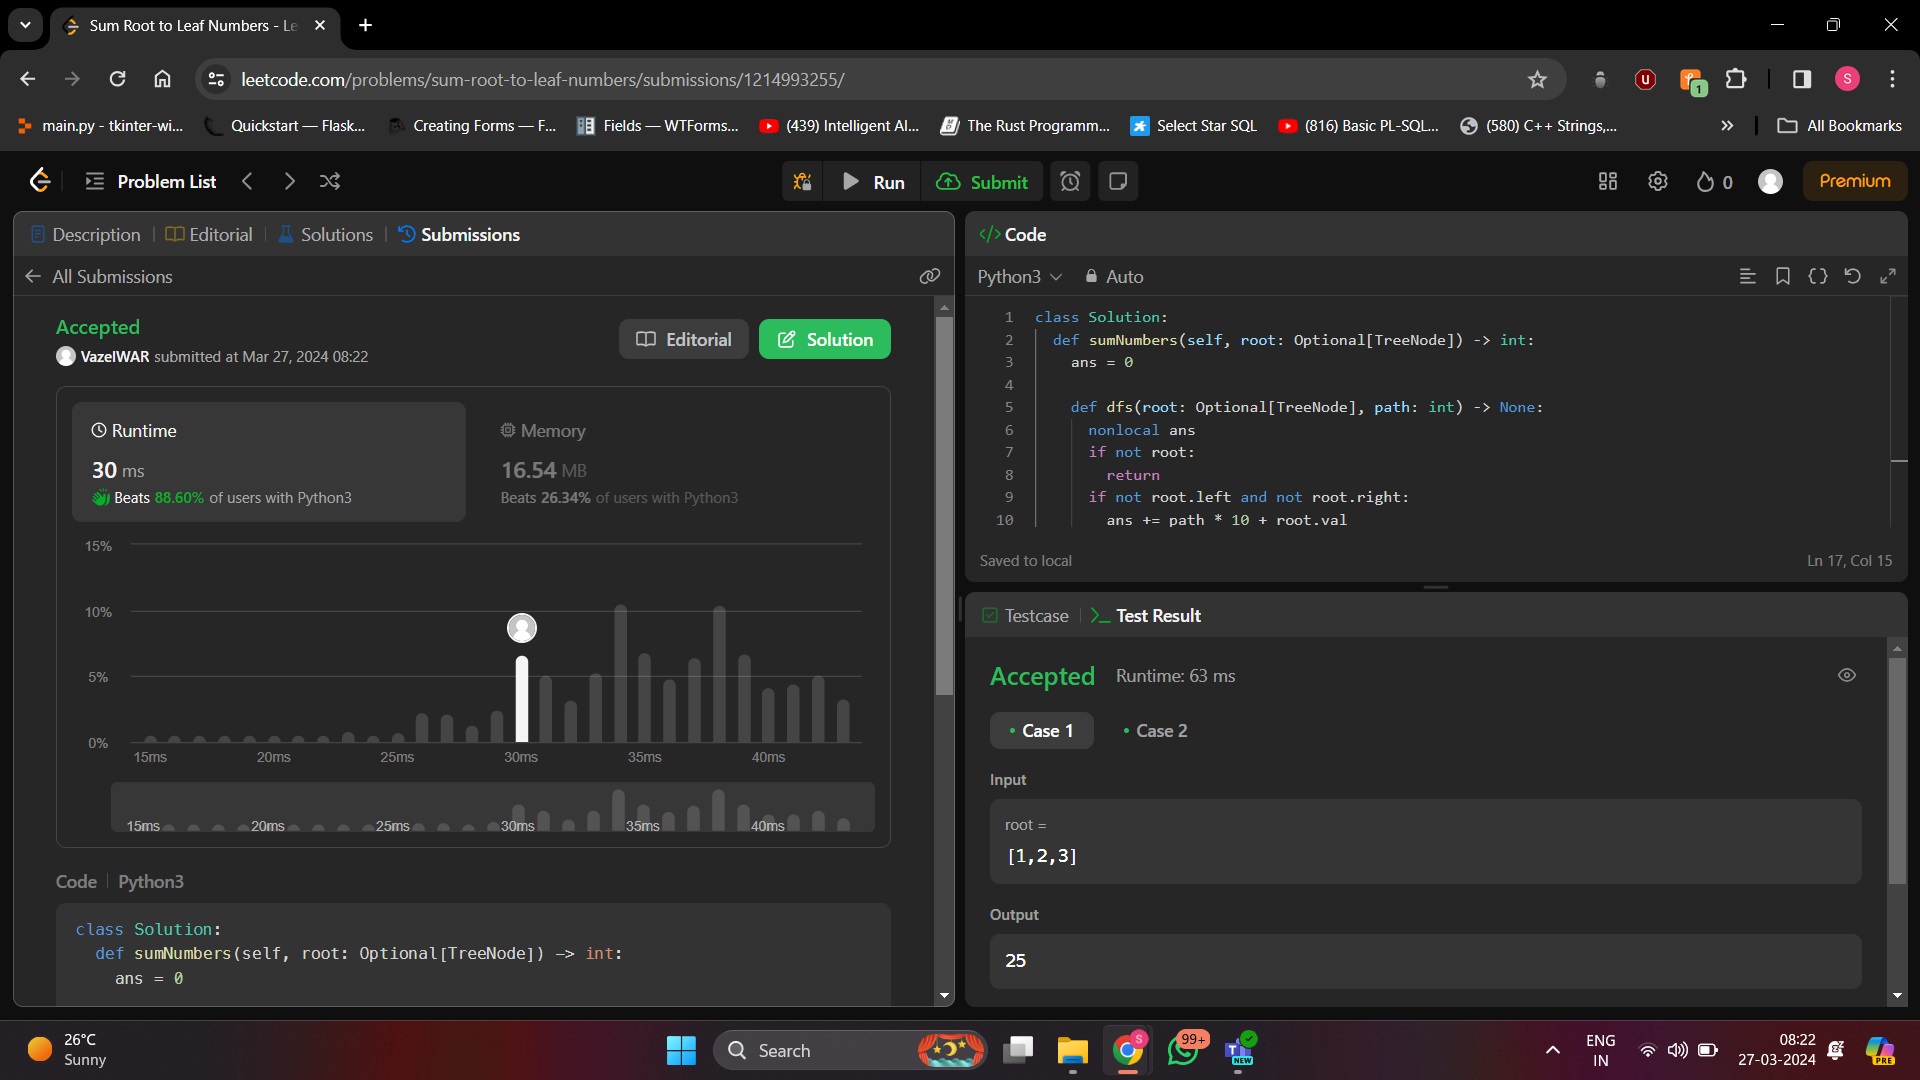 Sum Root to Leaf Numbers - Le
leetcode.com/problems/sum-root-to-leaf-numbers/submissions/1214993255/
U
1
S
main.py - tkinter-wi...
Quickstart — Flask...
Creating Forms — F...
Fields — WTForms...
(439) Intelligent Al...
The Rust Programm...
Select Star SQL
(816) Basic PL-SQL...
(580) C++ Strings,...
All Bookmarks
Problem List
Run
Submit
0
Premium
Description
Editorial
Solutions
Submissions
All Submissions
Accepted
VazelWAR submitted at Mar 27, 2024 08:22
Editorial
Solution
Runtime
30 ms
Beats 88.60% of users with Python3
Memory
16.54 MB
Beats 26.34% of users with Python3
15%
10%
5%
0%
15ms 20ms 25ms 30ms 35ms 40ms
15ms 20ms 25ms 30ms 35ms 40ms
Code Python3
class Solution:
def sumNumbers(self, root: Optional[TreeNode]) -> int:
ans = 0
Code
Python3
Auto
1 class Solution:
2 def sumNumbers(self, root: Optional[TreeNode]) -> int:
3 ans = 0
4
5 def dfs(root: Optional[TreeNode], path: int) -> None:
6 nonlocal ans
7 if not root:
8 return
9 if not root.left and not root.right:
10 ans += path * 10 + root.val
Saved to local
Ln 17, Col 15
Testcase
Test Result
Accepted Runtime: 63 ms
Case 1
Case 2
Input
root =
[1,2,3]
Output
25
26°C
Sunny
Search
S
99+
NEW
ENG
IN
08:22
27-03-2024
PRE